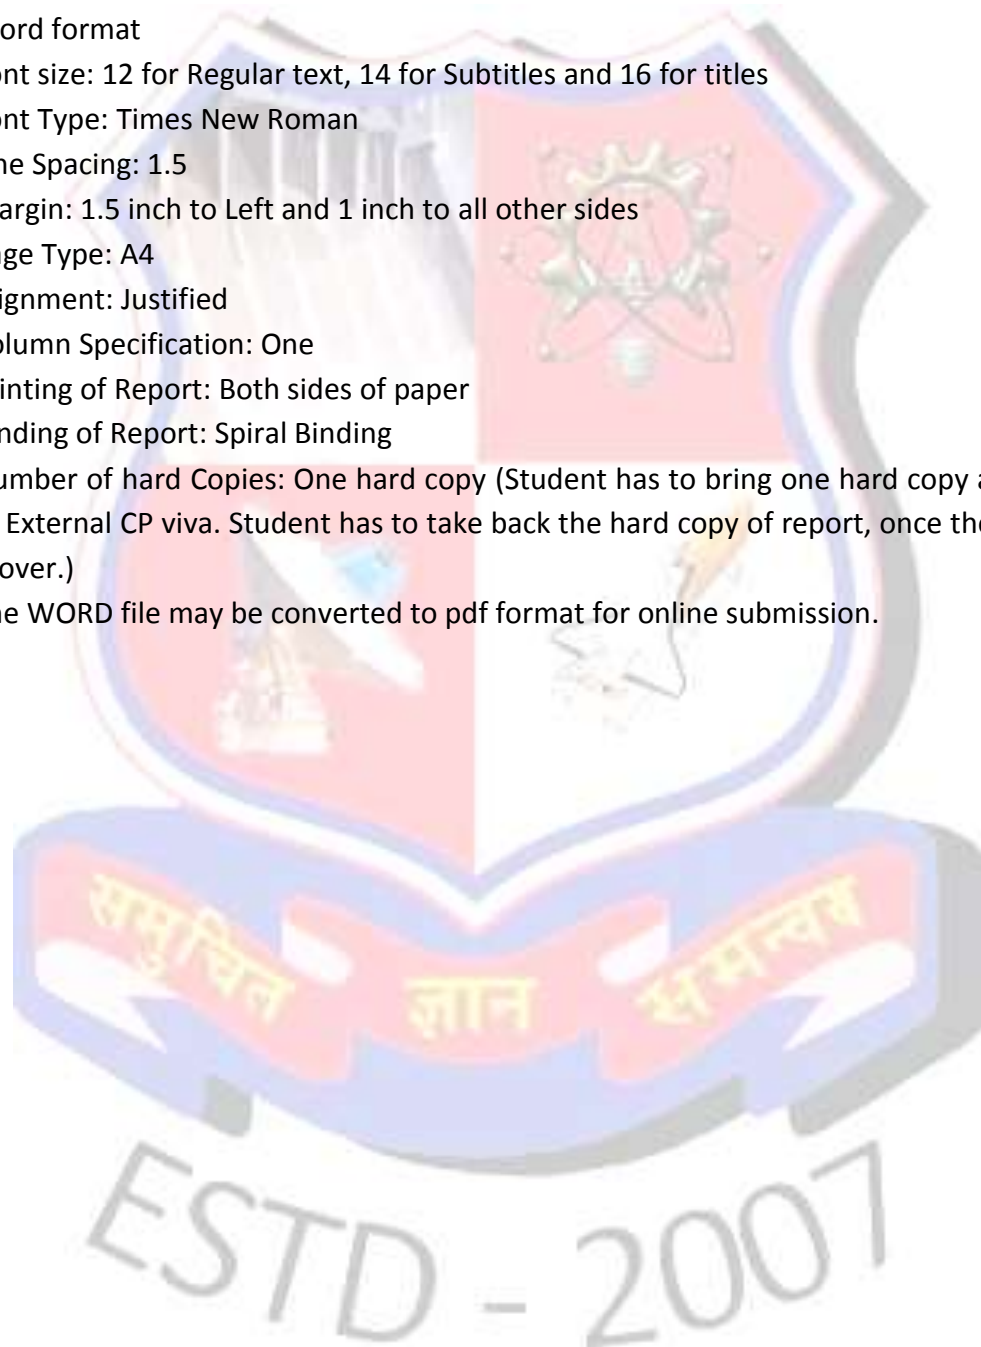 ord format
ont size: 12 for Regular text, 14 for Subtitles and 16 for titles
ont Type: Times New Roman
ne Spacing: 1.5
argin: 1.5 inch to Left and 1 inch to all other sides
ge Type: A4
ignment: Justified
olumn Specification: One
inting of Report: Both sides of paper
nding of Report: Spiral Binding
umber of hard Copies: One hard copy (Student has to bring one hard copy a
External CP viva. Student has to take back the hard copy of report, once the
over.)
ne WORD file may be converted to pdf format for online submission.
समुचित ज्ञान समन्वय
ESTD - 2007